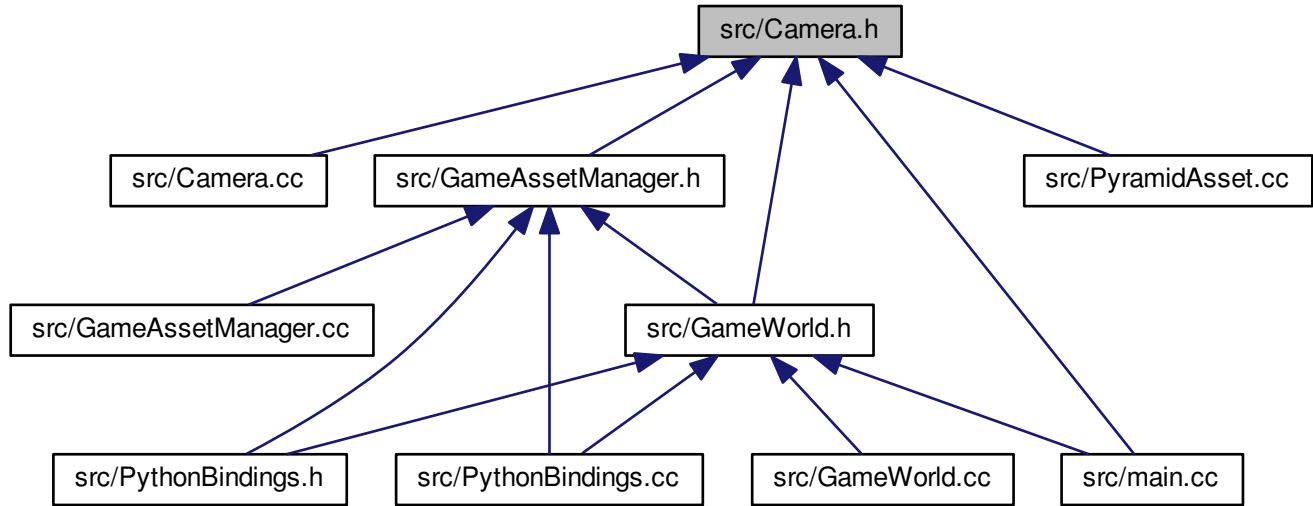 src/Camera.h
src/Camera.cc
src/GameAssetManager.h
src/PyramidAsset.cc
src/GameAssetManager.cc
src/GameWorld.h
src/PythonBindings.h
src/PythonBindings.cc
src/GameWorld.cc
src/main.cc